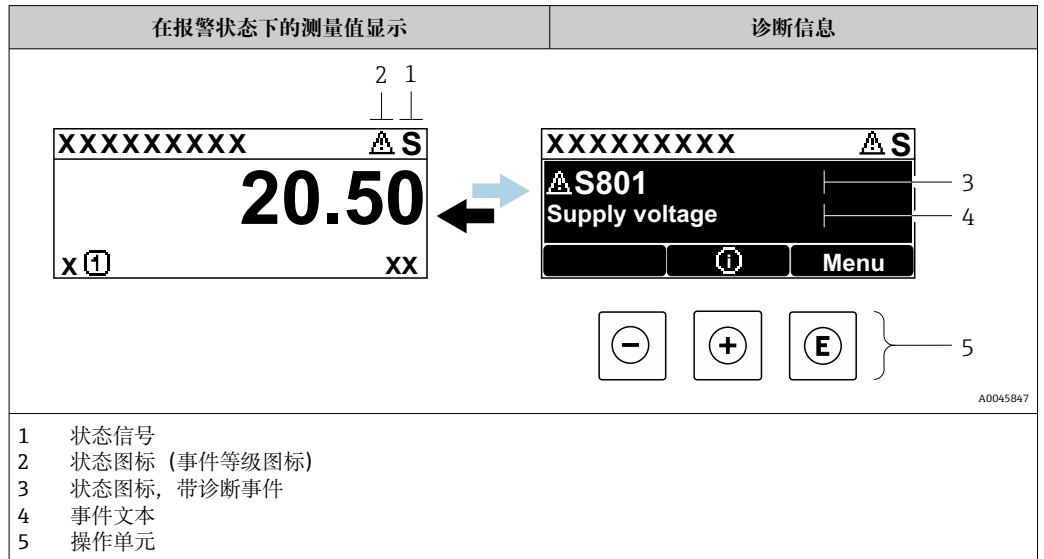 在报警状态下的测量值显示 诊断信息
2 1
XXXXXXXXX S XXXXXXXXX S
20.50
S801 3
Supply voltage 4
X 1 XX
i Menu
- + E 5
A0045847
1 状态信号
2 状态图标（事件等级图标）
3 状态图标，带诊断事件
4 事件文本
5 操作单元